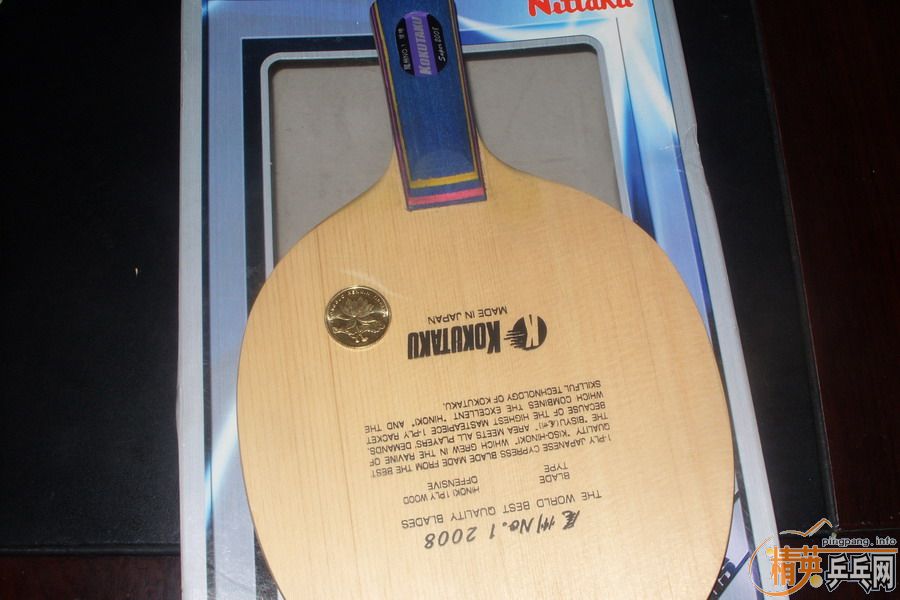 Nittaku
KOKUTAKU
Super 2007
尾州No.1 2008
THE WORLD BEST QUALITY BLADES
BLADE HINOKI 1PLY WOOD
TYPE OFFENSIVE
1-PLY JAPANESE CYPRESS BLADE MADE FROM THE BEST
QUALITY "KISO-HINOKI" WHICH GREW IN THE RAVINE OF
THE "BISYU(尾州)" AREA MEETS ALL PLAYERS' DEMANDS.
BECAUSE OF THE HIGHEST MASTERPIECE 1-PLY RACKET
WHICH COMBINES THE EXCELLENT "HINOKI" AND THE
SKILLFUL TECHNOLOGY OF KOKUTAKU.
KOKUTAKU
MADE IN JAPAN
pingpang.info
精英乒乓网